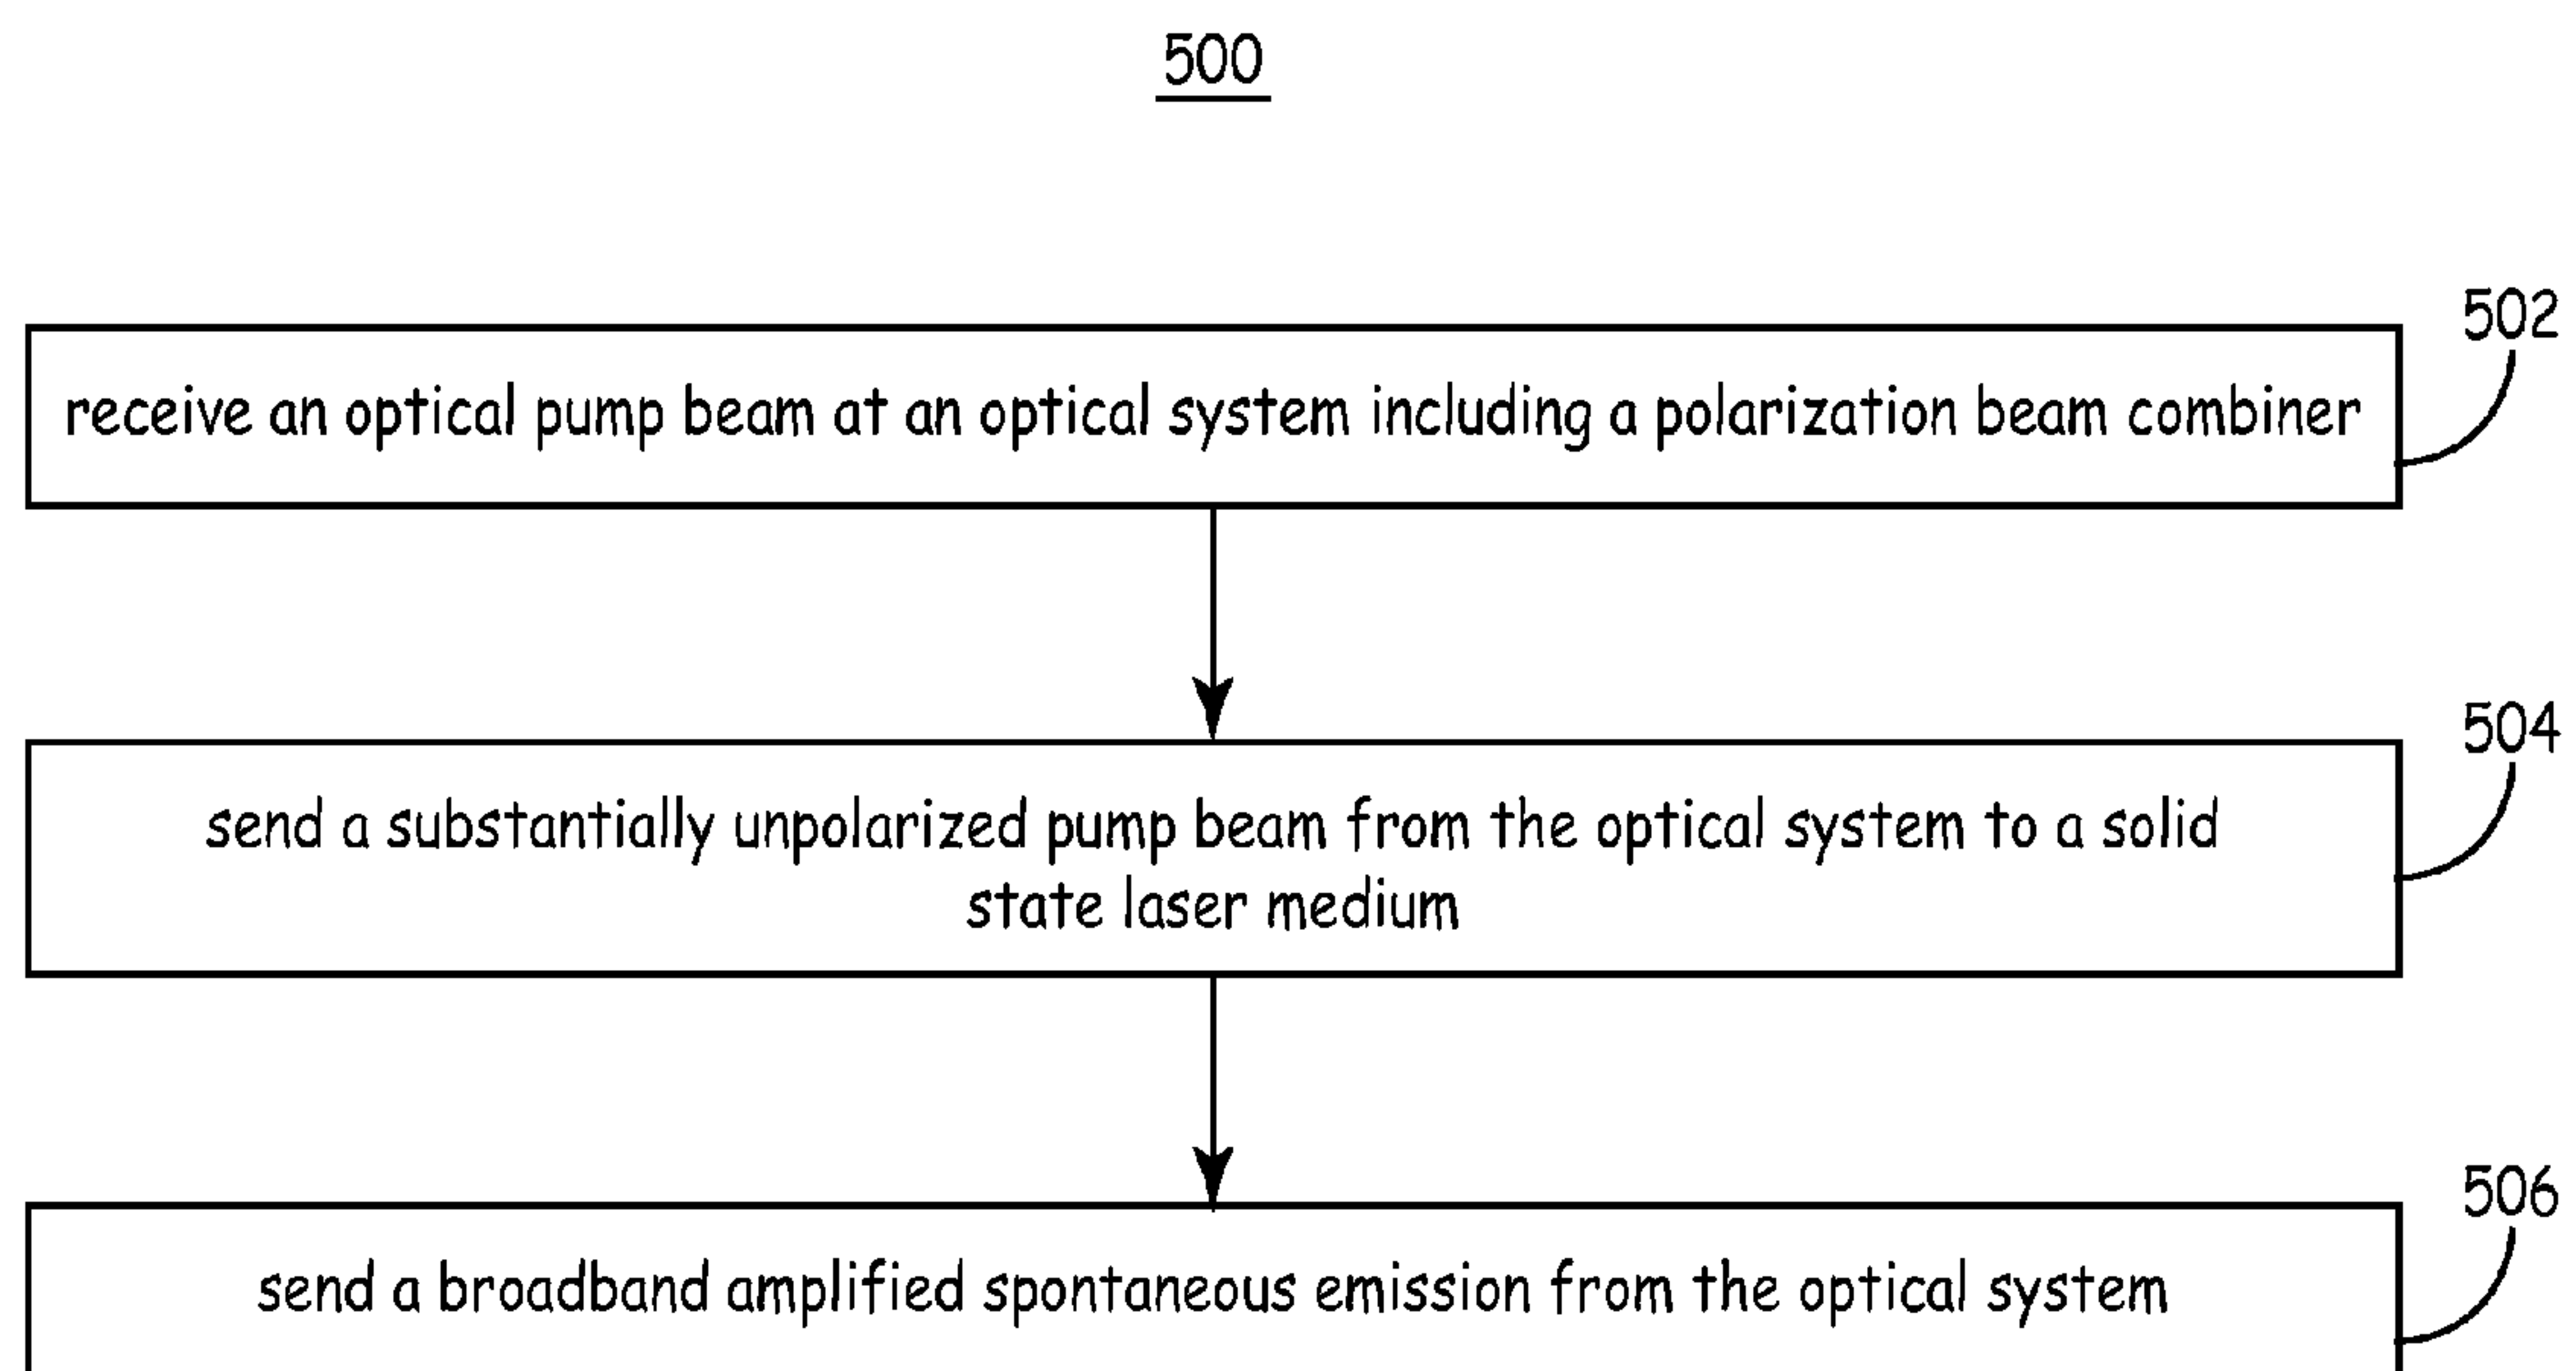 500
502
receive an optical pump beam at an optical system including a polarization beam combiner
504
send a substantially unpolarized pump beam from the optical system to a solid
state laser medium
506
send a broadband amplified spontaneous emission from the optical system